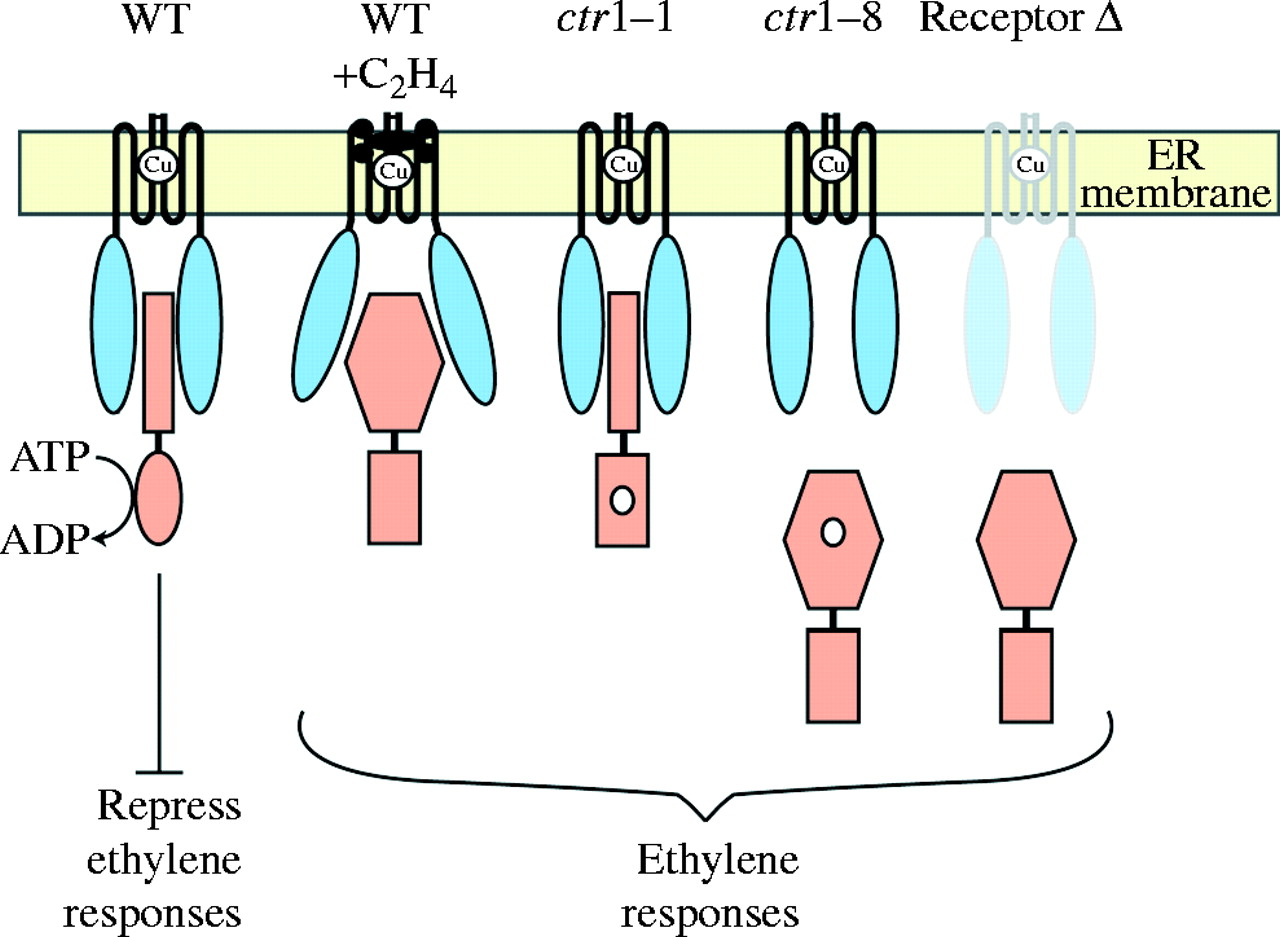 WT
WT
+C₂H₄
ctr1–1
ctr1–8
Receptor Δ
Cu
Cu
Cu
Cu
Cu
ER
membrane
ATP
ADP
Repress
ethylene
responses
Ethylene
responses